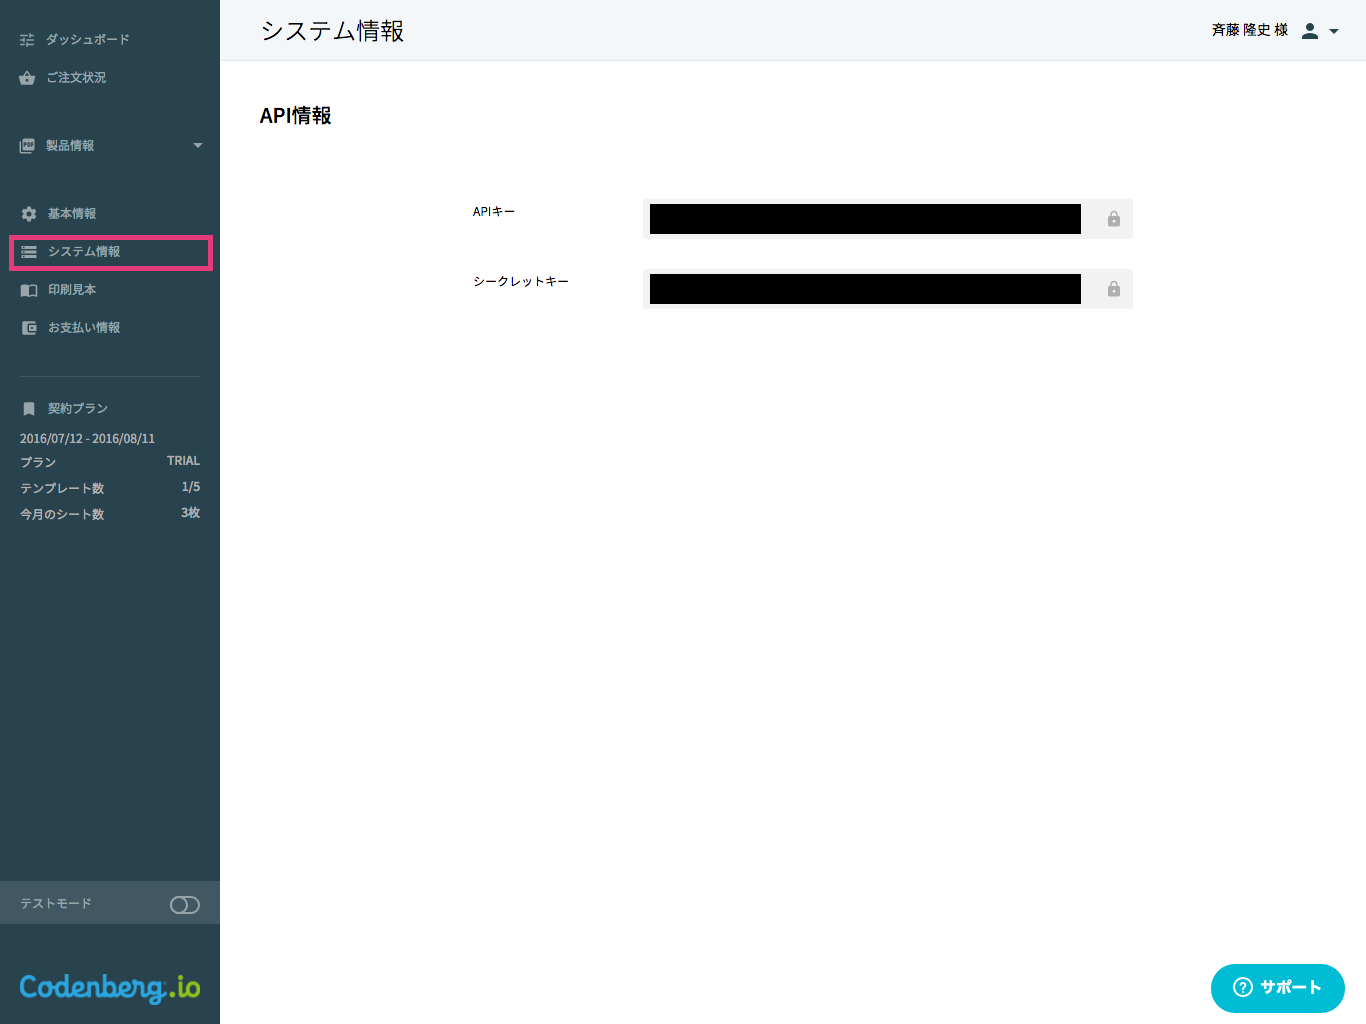 ダッシュボード
ご注文状況
製品情報
基本情報
システム情報
印刷見本
お支払い情報
契約プラン
2016/07/12 - 2016/08/11
プラン TRIAL
テンプレート数 1/5
今月のシート数 3枚
テストモード
Codenberg.io
システム情報
斉藤 隆史 様
API情報
APIキー
シークレットキー
サポート